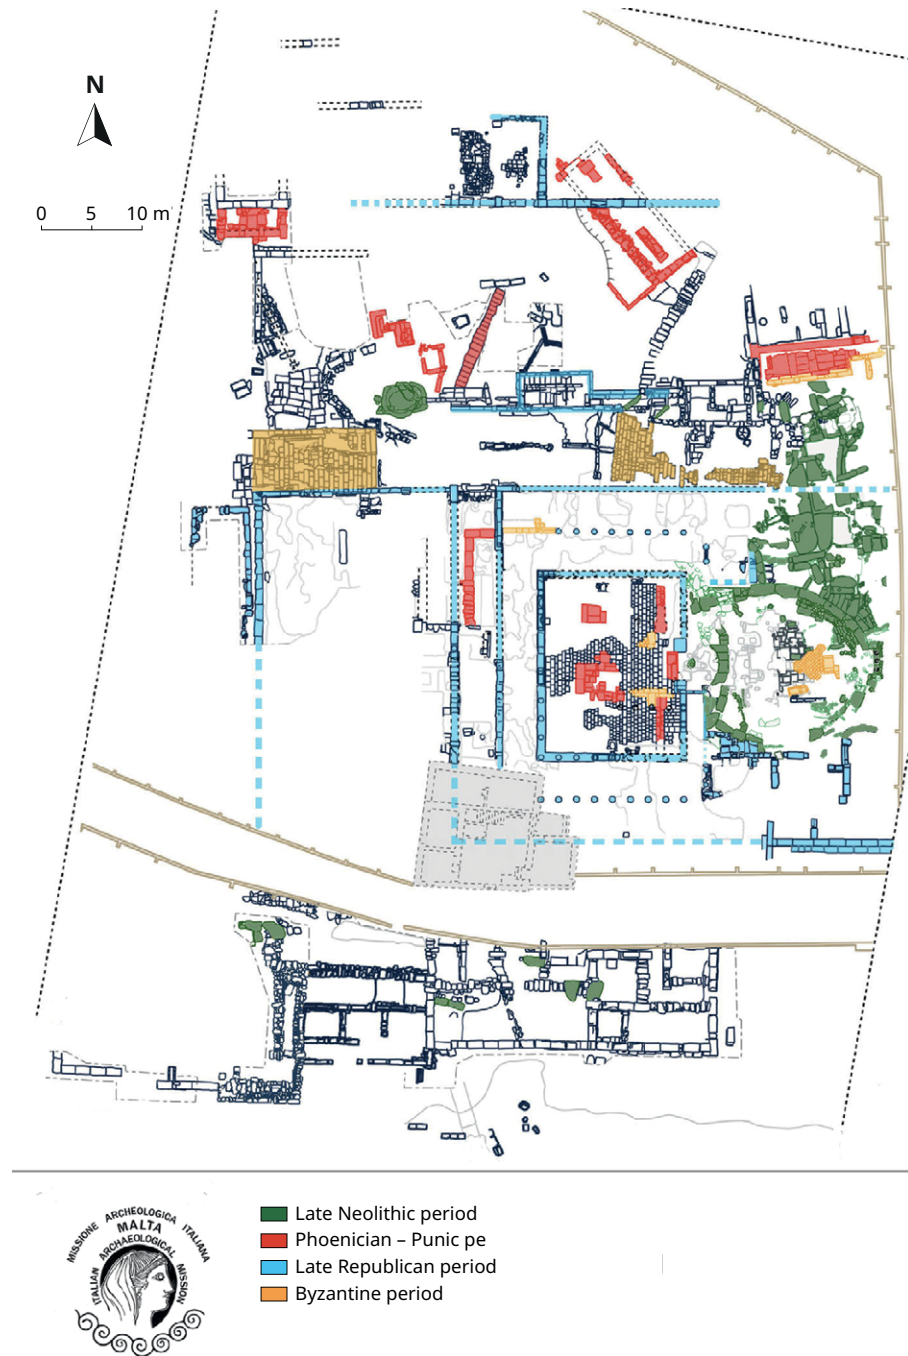 N
0 5 10 m
Late Neolithic period
Phoenician – Punic pe
Late Republican period
Byzantine period
MISSIONE ARCHEOLOGICA ITALIANA
MALTA
ITALIAN ARCHAEOLOGICAL MISSION